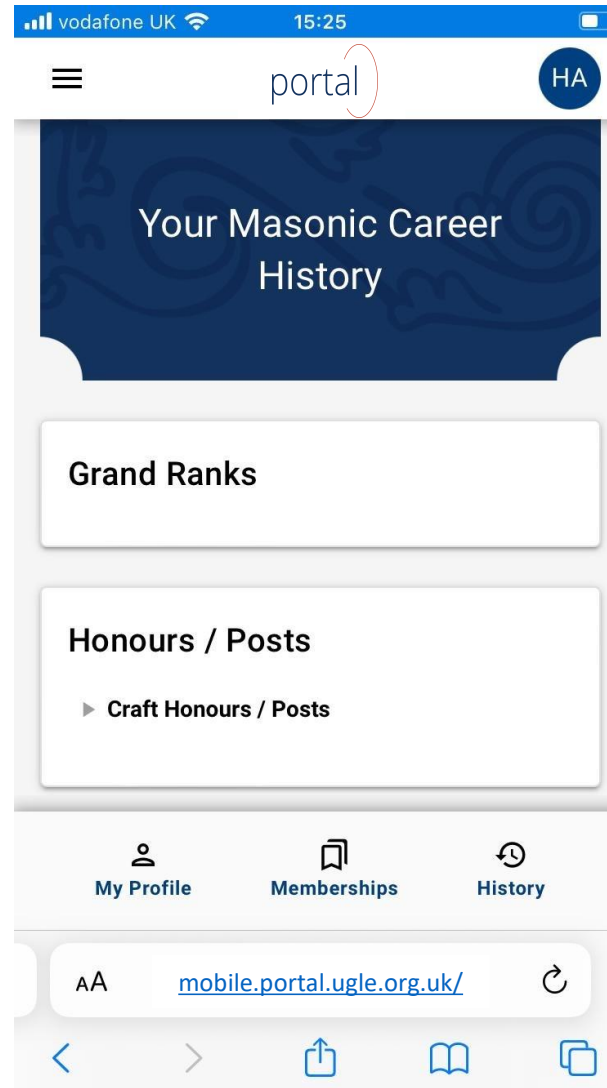 vodafone UK 15:25
portal HA
Your Masonic Career
History
Grand Ranks
Honours / Posts
Craft Honours / Posts
My Profile Memberships History
AA mobile.portal.ugle.org.uk/